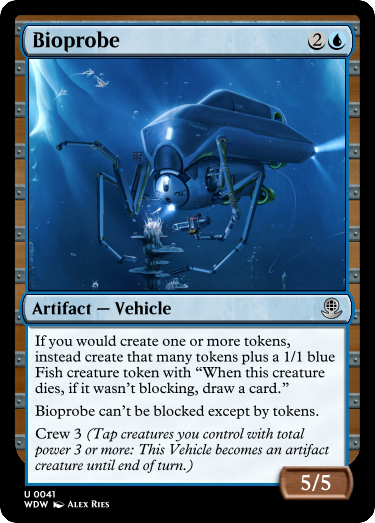 Bioprobe 2
Artifact — Vehicle
If you would create one or more tokens,
instead create that many tokens plus a 1/1 blue
Fish creature token with “When this creature
dies, if it wasn't blocking, draw a card.”
Bioprobe can't be blocked except by tokens.
Crew 3 (Tap creatures you control with total
power 3 or more: This Vehicle becomes an artifact
creature until end of turn.)
5/5
U 0041
WDW Alex Ries